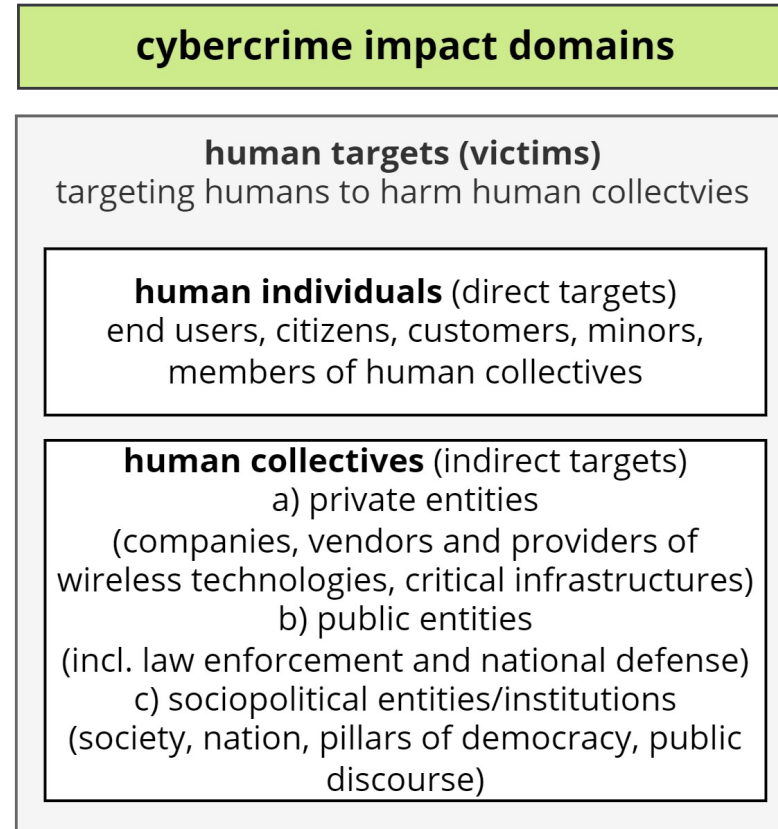 cybercrime impact domains
human targets (victims)
targeting humans to harm human collectvies
human individuals (direct targets)
end users, citizens, customers, minors,
members of human collectives
human collectives (indirect targets)
a) private entities
(companies, vendors and providers of
wireless technologies, critical infrastructures)
b) public entities
(incl. law enforcement and national defense)
c) sociopolitical entities/institutions
(society, nation, pillars of democracy, public
discourse)